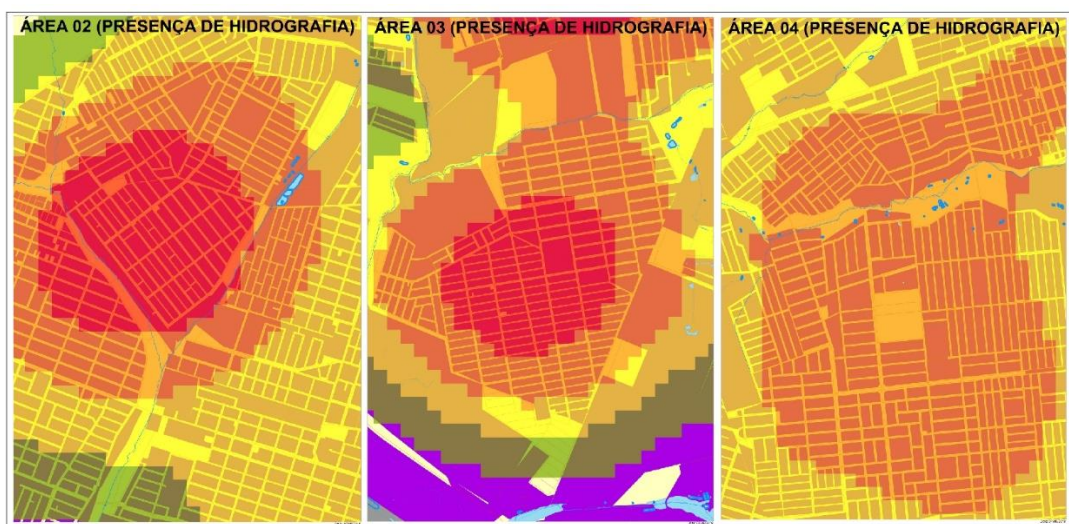 ÁREA 02 (PRESENÇA DE HIDROGRAFIA)
ÁREA 03 (PRESENÇA DE HIDROGRAFIA)
ÁREA 04 (PRESENÇA DE HIDROGRAFIA)